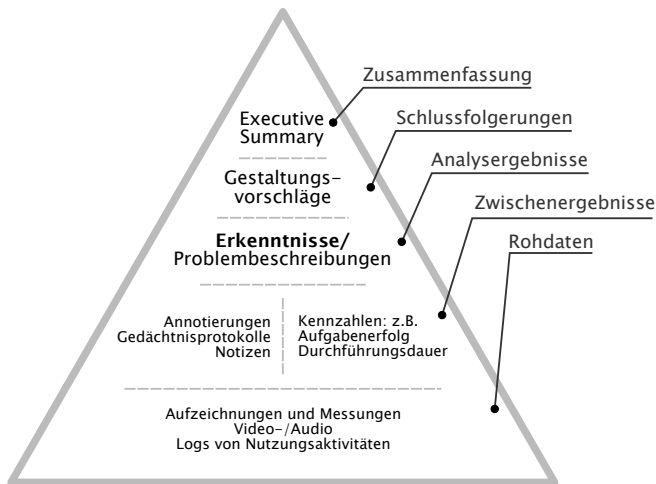 Zusammenfassung
Executive
Summary
Schlussfolgerungen
Gestaltungs-
vorschläge
Analysergebnisse
Erkenntnisse/
Problembeschreibungen
Zwischenergebnisse
Rohdaten
Annotierungen
Gedächtnisprotokolle
Notizen
Kennzahlen: z.B.
Aufgabenerfolg
Durchführungsdauer
Aufzeichnungen und Messungen
Video-/Audio
Logs von Nutzungsaktivitäten